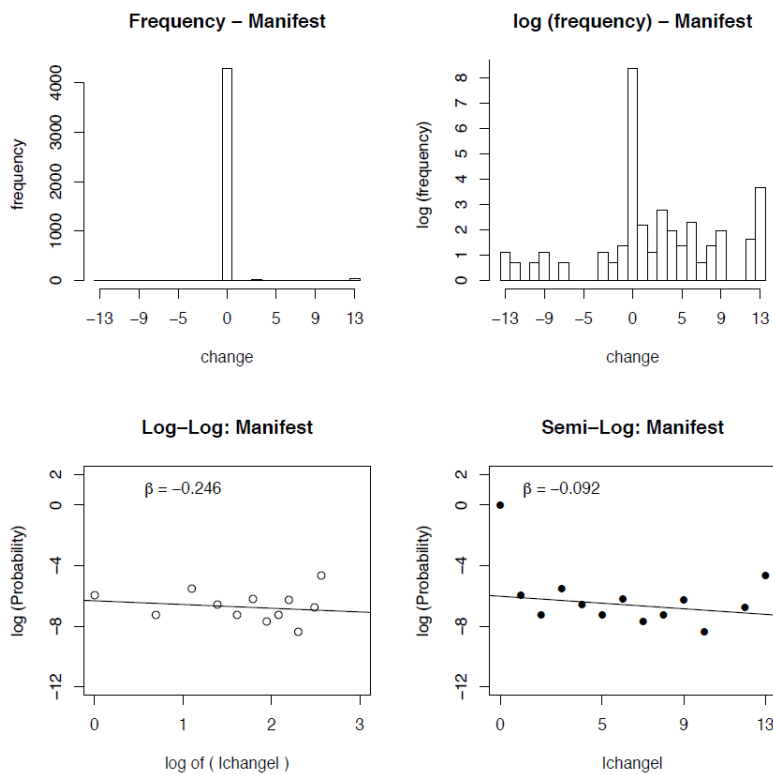 Frequency – Manifest
frequency
0 1000 2000 3000 4000
−13 −9 −5 0 5 9 13
change
log (frequency) – Manifest
log (frequency)
0 1 2 3 4 5 6 7 8
−13 −9 −5 0 5 9 13
change
Log–Log: Manifest
β = −0.246
log (Probability)
−12 −8 −4 0 2
0 1 2 3
log of ( lchangel )
Semi–Log: Manifest
β = −0.092
log (Probability)
−12 −8 −4 0 2
0 5 9 13
lchangel